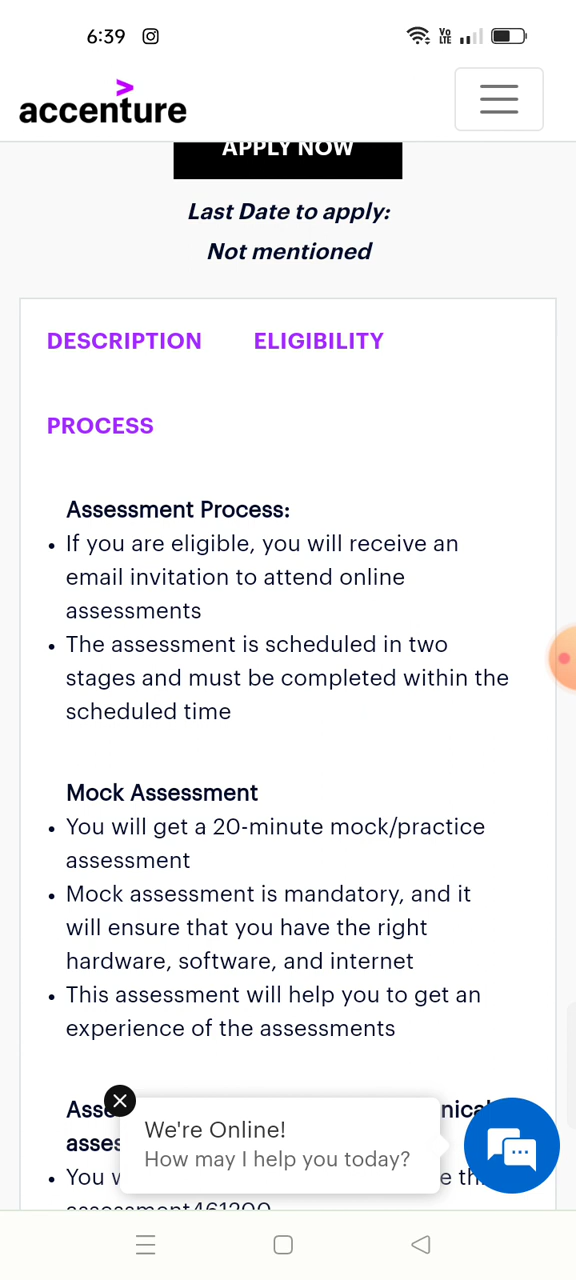 6:39
Vo
LTE
accenture
APPLY NOW
Last Date to apply:
Not mentioned
DESCRIPTION ELIGIBILITY
PROCESS
Assessment Process:
• If you are eligible, you will receive an
email invitation to attend online
assessments
• The assessment is scheduled in two
stages and must be completed within the
scheduled time
Mock Assessment
• You will get a 20-minute mock/practice
assessment
• Mock assessment is mandatory, and it
will ensure that you have the right
hardware, software, and internet
• This assessment will help you to get an
experience of the assessments
We're Online!
How may I help you today?
• You